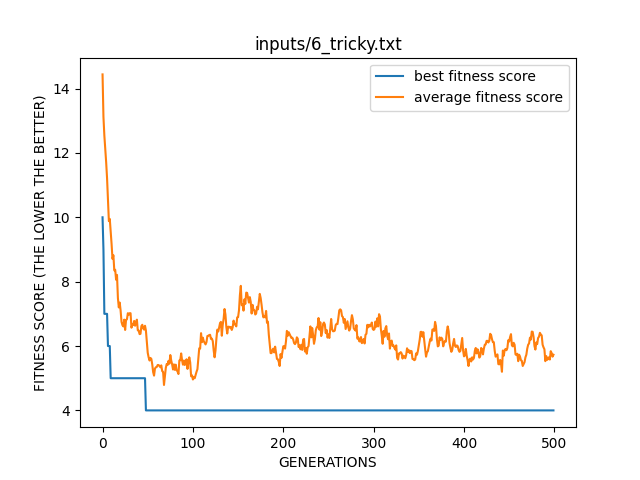 inputs/6_tricky.txt
best fitness score
average fitness score
FITNESS SCORE (THE LOWER THE BETTER)
14
12
10
8
6
4
0 100 200 300 400 500
GENERATIONS